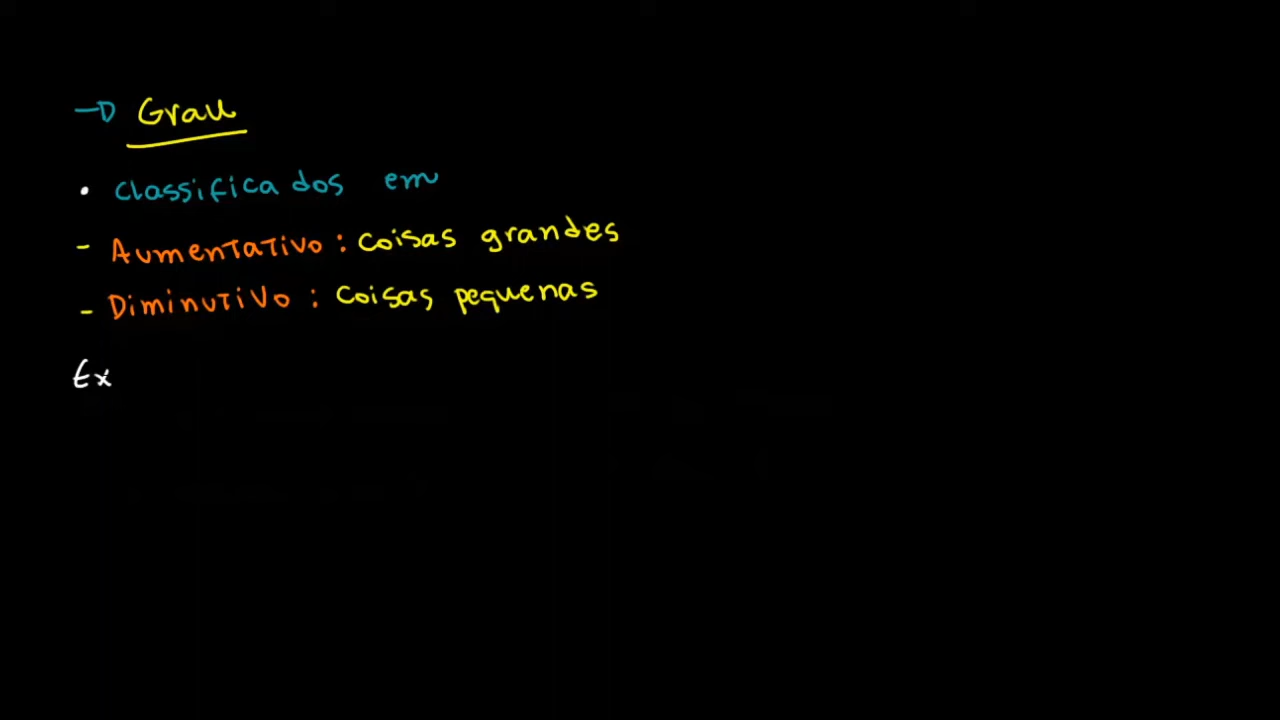 → Grau
• Classificados em
- Aumentativo: Coisas grandes
- Diminutivo: Coisas pequenas
Ex